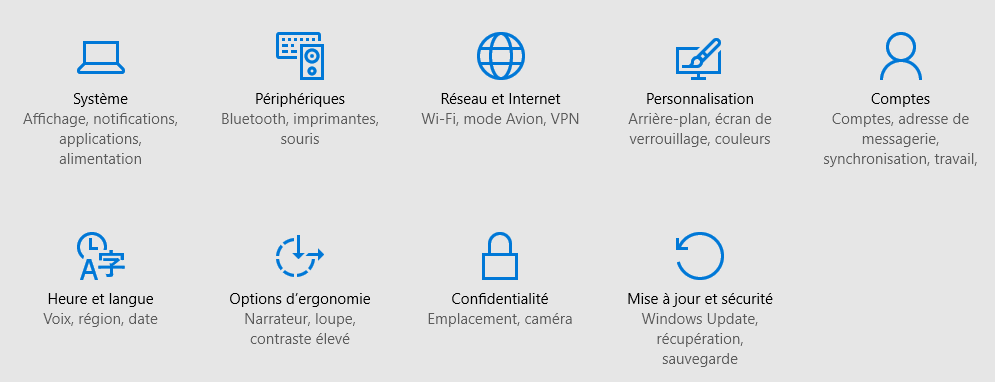 Système
Affichage, notifications,
applications,
alimentation
Périphériques
Bluetooth, imprimantes,
souris
Réseau et Internet
Wi-Fi, mode Avion, VPN
Personnalisation
Arrière-plan, écran de
verrouillage, couleurs
Comptes
Comptes, adresse de
messagerie,
synchronisation, travail,
A字
Heure et langue
Voix, région, date
Options d’ergonomie
Narrateur, loupe,
contraste élevé
Confidentialité
Emplacement, caméra
Mise à jour et sécurité
Windows Update,
récupération,
sauvegarde